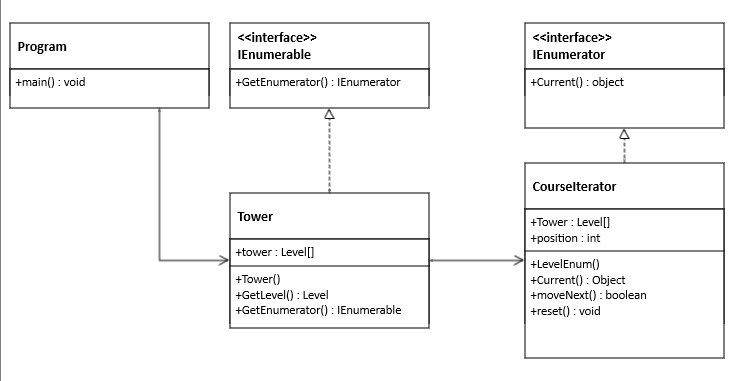 Program
+main() : void
<<interface>>
IEnumerable
+GetEnumerator() : IEnumerator
<<interface>>
IEnumerator
+Current() : object
Tower
+tower : Level[]
+Tower()
+GetLevel() : Level
+GetEnumerator() : IEnumerable
CourseIterator
+Tower : Level[]
+position : int
+LevelEnum()
+Current() : Object
+moveNext() : boolean
+reset() : void